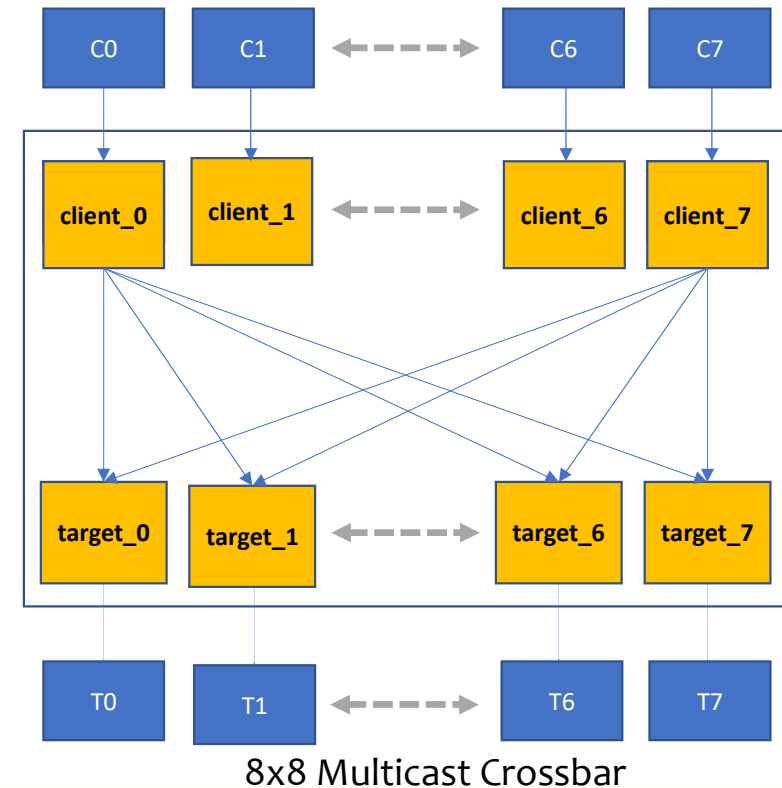 C0 C1 C6 C7
client_0 client_1 client_6 client_7
target_0 target_1 target_6 target_7
T0 T1 T6 T7
8x8 Multicast Crossbar